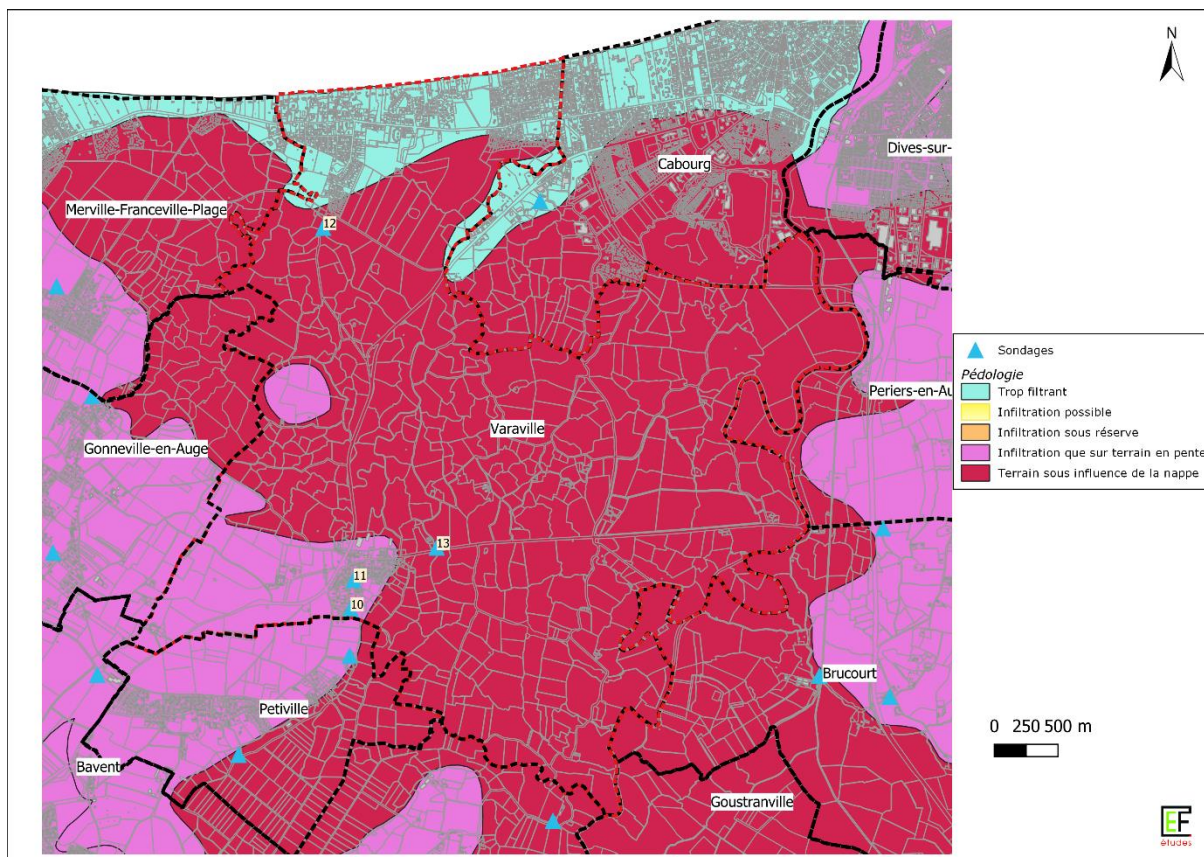 N
Dives-sur-
Cabourg
Merville-Franceville-Plage
12
Sondages
Pédologie
Trop filtrant
Infiltration possible
Infiltration sous réserve
Infiltration que sur terrain en pente
Terrain sous influence de la nappe
Periers-en-Au
Varaville
Gonneville-en-Auge
13
11
10
Brucourt
Petiville
0 250 500 m
Bavent
Goustranville
EF
études